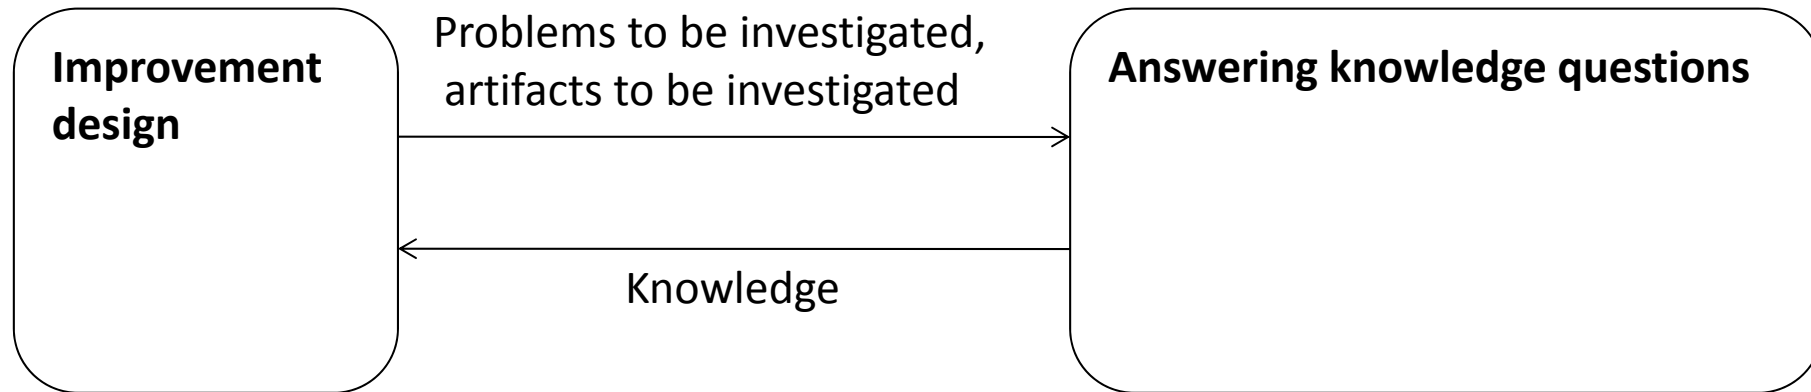 Improvement
design
Problems to be investigated,
artifacts to be investigated
Knowledge
Answering knowledge questions